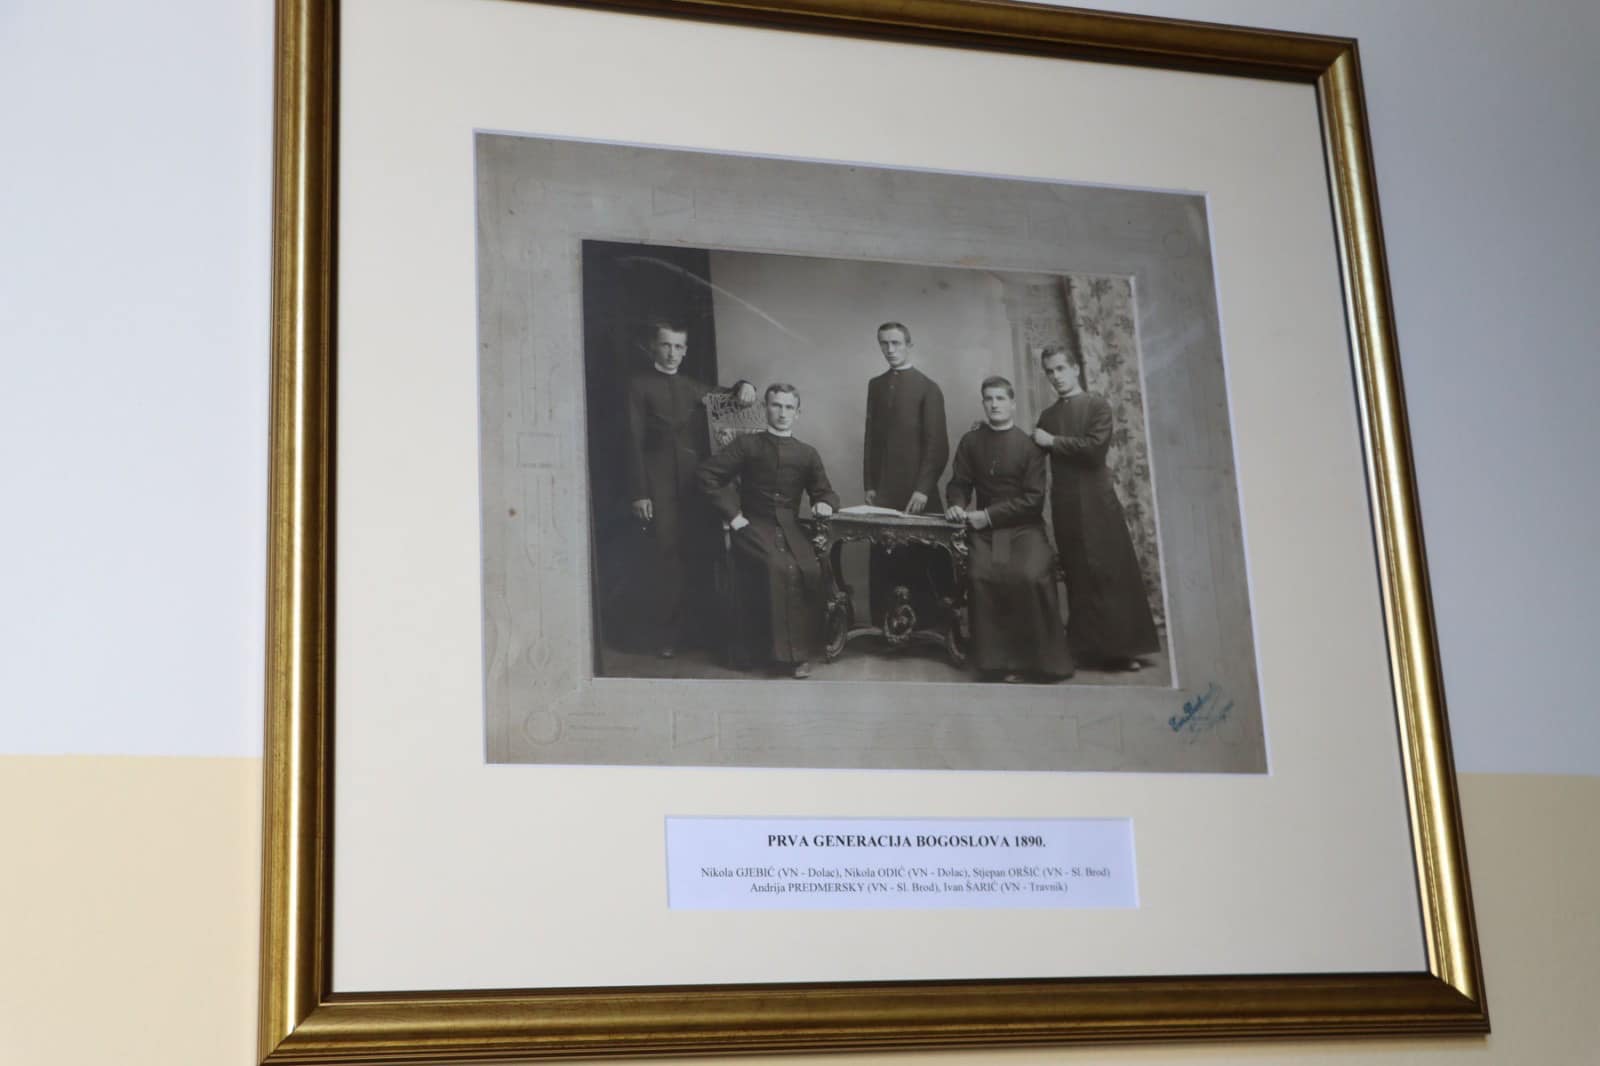 PRVA GENERACIJA BOGOSLOVA 1890.
Nikola GJEBIĆ (VN - Dolac), Nikola ODIĆ (VN - Dolac), Stjepan ORŠIĆ (VN - Sl. Brod)
Andrija PREDMERSKY (VN - Sl. Brod), Ivan ŠARIĆ (VN - Travnik)